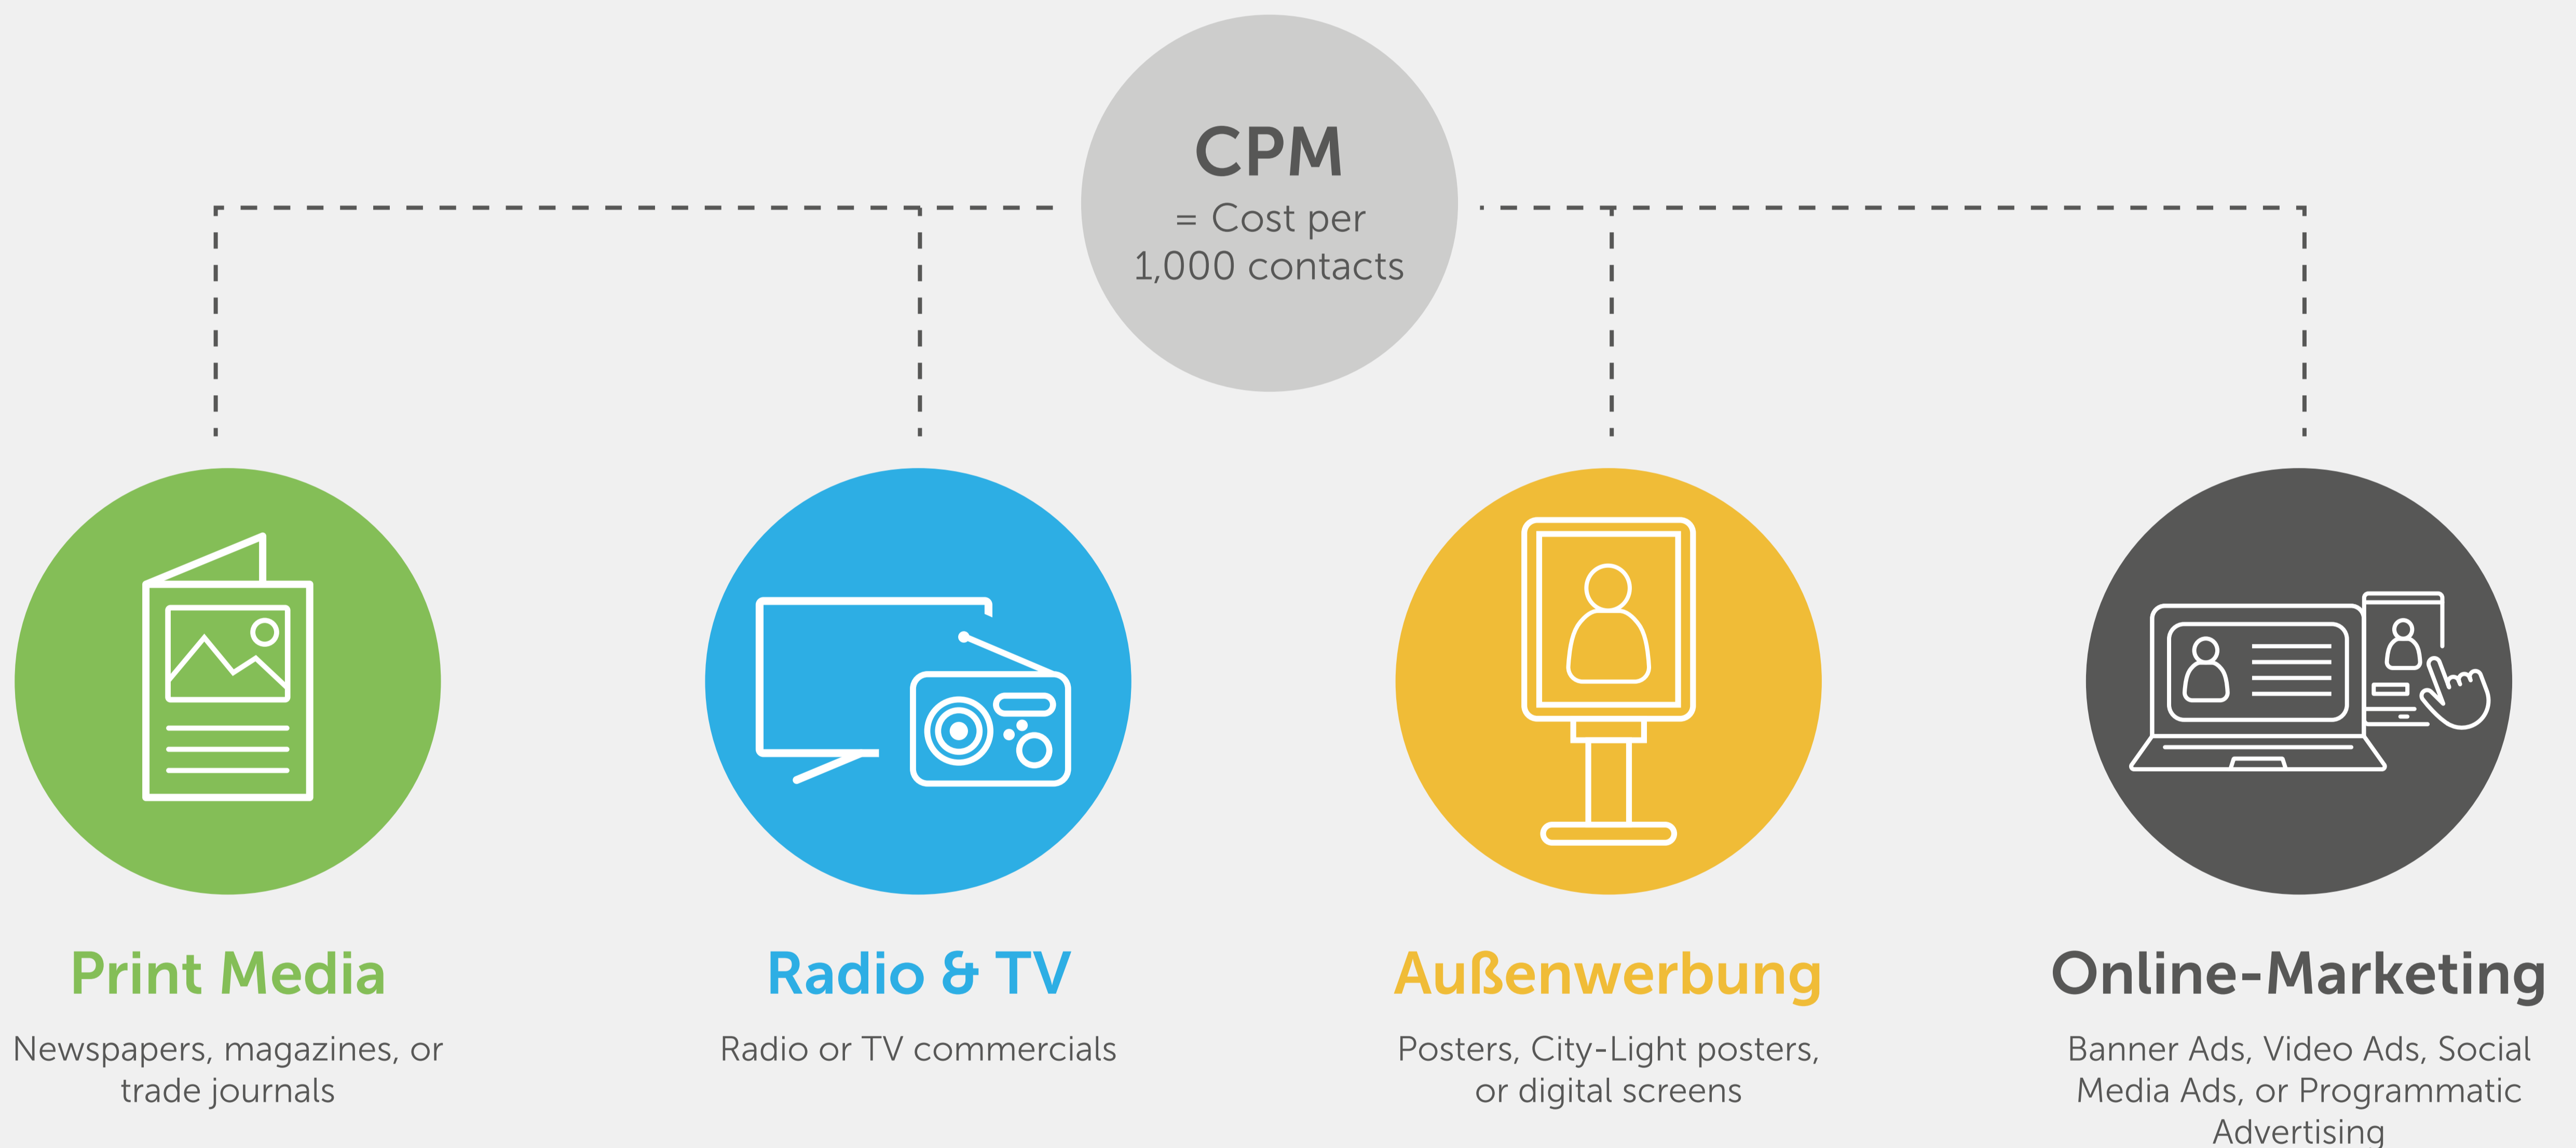 CPM
= Cost per
1,000 contacts
Print Media
Newspapers, magazines, or
trade journals
Radio & TV
Radio or TV commercials
Außenwerbung
Posters, City-Light posters,
or digital screens
Online-Marketing
Banner Ads, Video Ads, Social
Media Ads, or Programmatic
Advertising